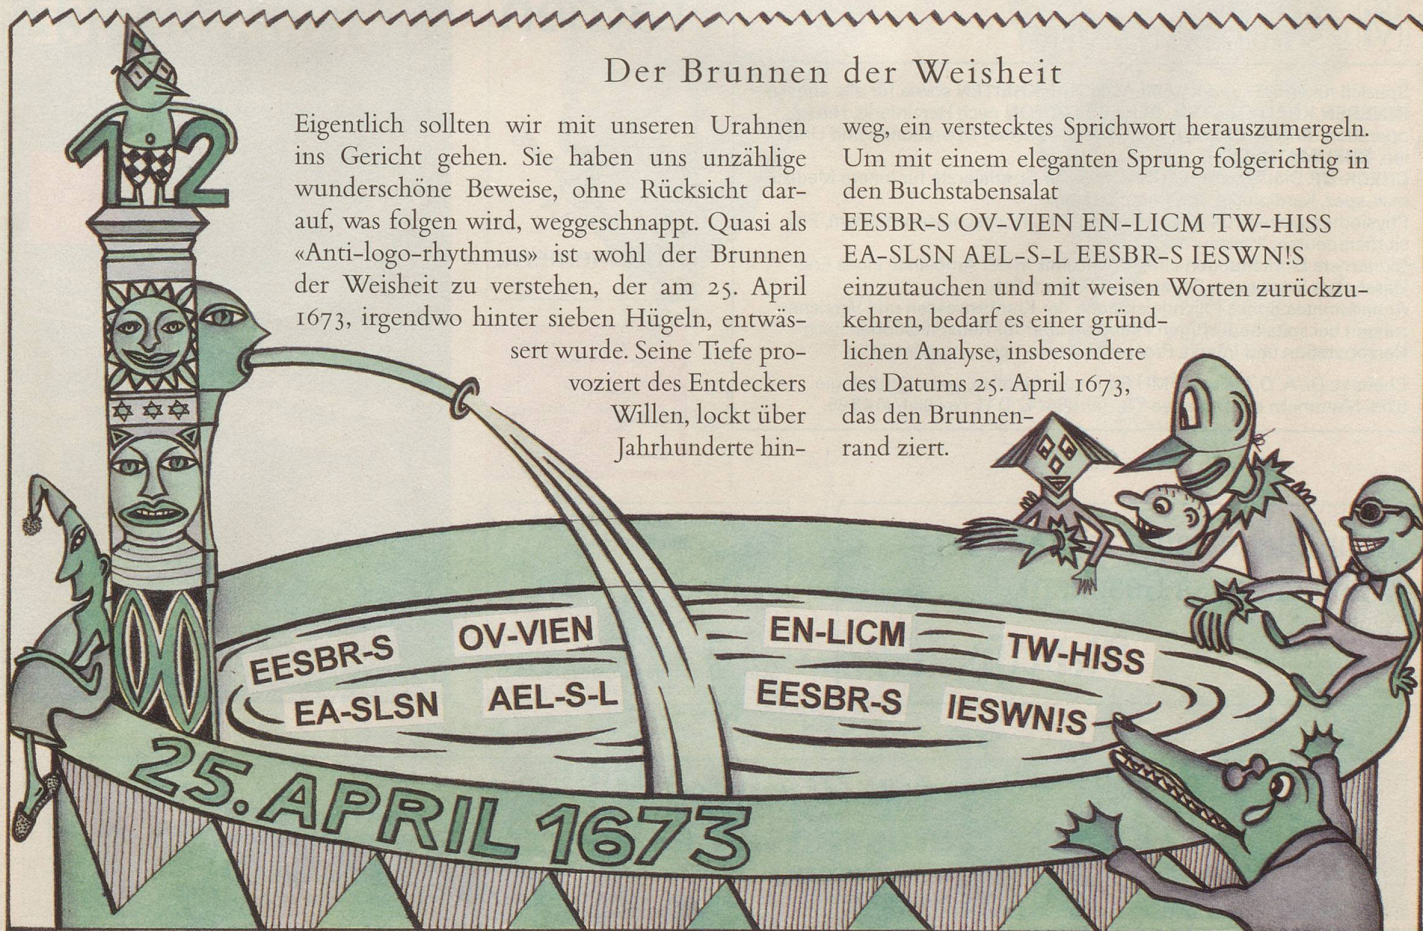 12
Der Brunnen der Weisheit
Eigentlich sollten wir mit unseren Urahnen
ins Gericht gehen. Sie haben uns unzählige
wunderschöne Beweise, ohne Rücksicht dar-
auf, was folgen wird, weggeschnappt. Quasi als
«Anti-logo-rhythmus» ist wohl der Brunnen
der Weisheit zu verstehen, der am 25. April
1673, irgendwo hinter sieben Hügeln, entwäs-
sert wurde. Seine Tiefe pro-
voziert des Entdeckers
Willen, lockt über
Jahrhunderte hin-
weg, ein verstecktes Sprichwort herauszumergeln.
Um mit einem eleganten Sprung folgerichtig in
den Buchstabensalat
EESBR-S OV-VIEN EN-LICM TW-HISS
EA-SLSN AEL-S-L EESBR-S IESWN!S
einzutauchen und mit weisen Worten zurückzu-
kehren, bedarf es einer gründ-
lichen Analyse, insbesondere
des Datums 25. April 1673,
das den Brunnen-
rand ziert.
EESBR-S OV-VIEN EN-LICM TW-HISS
EA-SLSN AEL-S-L EESBR-S IESWN!S
25. APRIL 1673